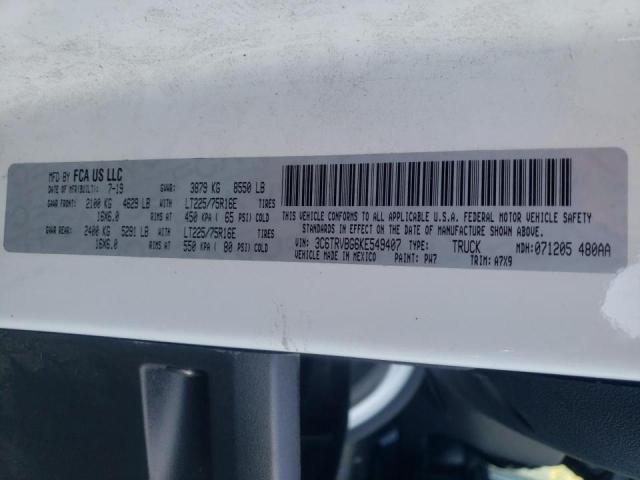 MFD BY FCA US LLC
DATE OF MFR(BUILT): 7-19 GVWR: 3879 KG 8550 LB
GAWR FRONT: 2100 KG 4629 LB WITH LT225/75R16E TIRES
16X6.0 RIMS AT 450 KPA ( 65 PSI) COLD
GAWR REAR: 2400 KG 5291 LB WITH LT225/75R16E TIRES
16X6.0 RIMS AT 550 KPA ( 80 PSI) COLD
THIS VEHICLE CONFORMS TO ALL APPLICABLE U.S.A. FEDERAL MOTOR VEHICLE SAFETY
STANDARDS IN EFFECT ON THE DATE OF MANUFACTURE SHOWN ABOVE.
VIN: 3C6TRVBG8KE549407 TYPE: TRUCK MDH: 071205 480AA
VEHICLE MADE IN MEXICO PAINT: PW7 TRIM: A7X9